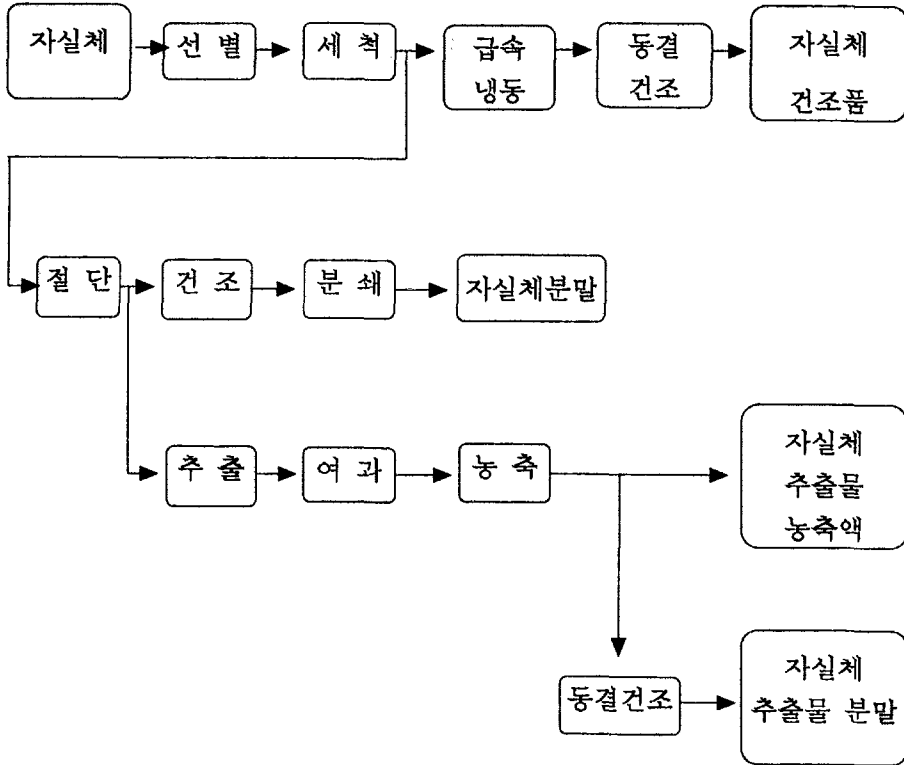 자실체
선 별
세 척
급속
냉동
동결
건조
자실체
건조품
절 단
건 조
분 쇄
자실체분말
추 출
여 과
농 축
자실체
추출물
농축액
동결건조
자실체
추출물 분말